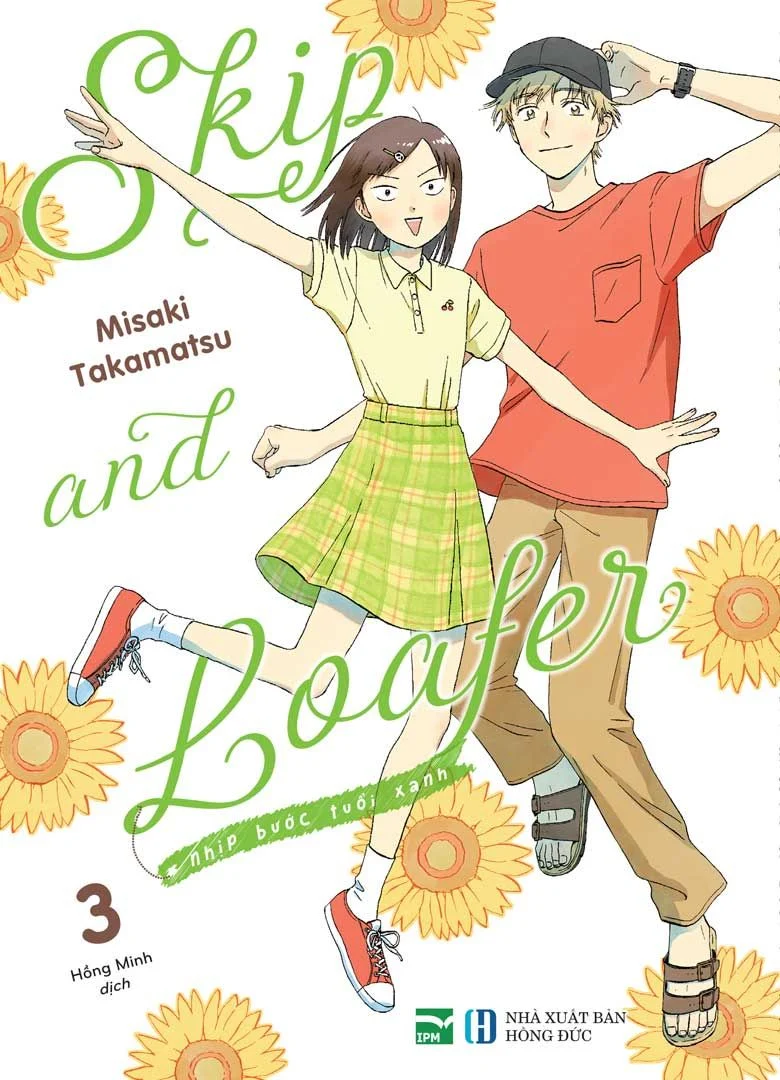 Skip
Misaki
Takamatsu
and
Loafer
nhịp bước tuổi xanh
3
Hồng Minh
dịch
IPM
NHÀ XUẤT BẢN
HỒNG ĐỨC